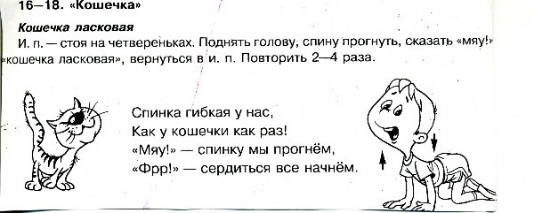 16—18. «Кошечка»
Кошечка ласковая
И. п. — стоя на четвереньках. Поднять голову, спину прогнуть, сказать «мяу!»
«кошечка ласковая», вернуться в и. п. Повторить 2—4 раза.
Спинка гибкая у нас,
Как у кошечки как раз!
«Мяу!» — спинку мы прогнём,
«Фрр!» — сердиться все начнём.